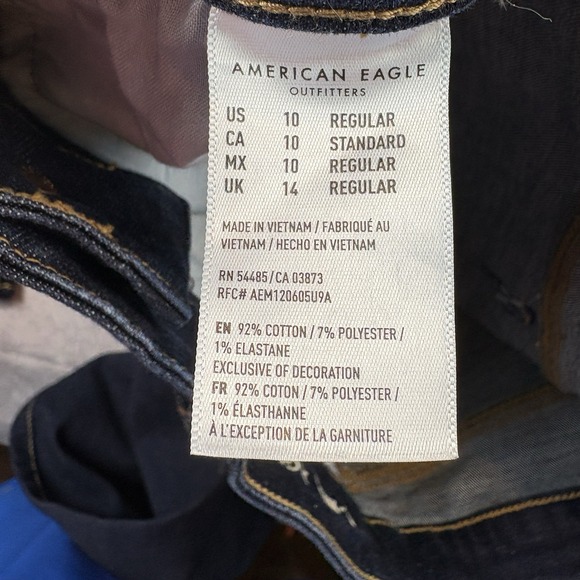 AMERICAN EAGLE
OUTFITTERS
US 10 REGULAR
CA 10 STANDARD
MX 10 REGULAR
UK 14 REGULAR
MADE IN VIETNAM / FABRIQUÉ AU
VIETNAM / HECHO EN VIETNAM
RN 54485 / CA 03873
RFC# AEM120605U9A
EN 92% COTTON / 7% POLYESTER /
1% ELASTANE
EXCLUSIVE OF DECORATION
FR 92% COTON / 7% POLYESTER /
1% ÉLASTHANNE
À L'EXCEPTION DE LA GARNITURE